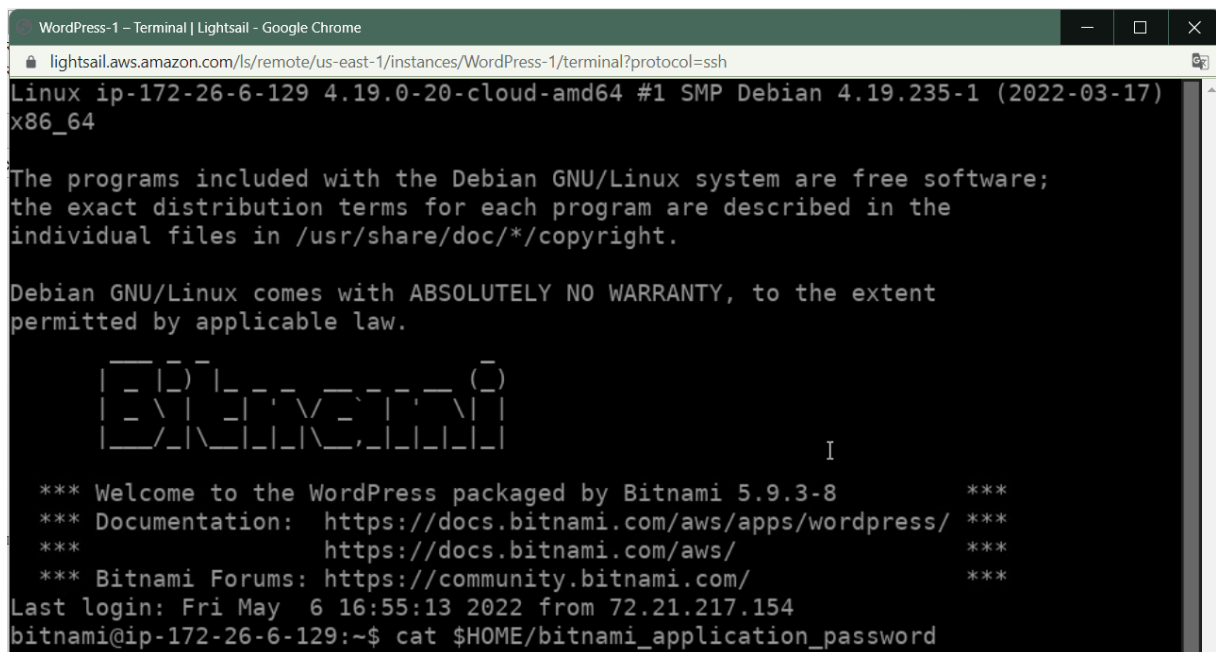 WordPress-1 – Terminal | Lightsail - Google Chrome
lightsail.aws.amazon.com/ls/remote/us-east-1/instances/WordPress-1/terminal?protocol=ssh
Linux ip-172-26-6-129 4.19.0-20-cloud-amd64 #1 SMP Debian 4.19.235-1 (2022-03-17)
x86_64
The programs included with the Debian GNU/Linux system are free software;
the exact distribution terms for each program are described in the
individual files in /usr/share/doc/*/copyright.
Debian GNU/Linux comes with ABSOLUTELY NO WARRANTY, to the extent
permitted by applicable law.
Bitnami
*** Welcome to the WordPress packaged by Bitnami 5.9.3-8 ***
*** Documentation: https://docs.bitnami.com/aws/apps/wordpress/ ***
*** https://docs.bitnami.com/aws/ ***
*** Bitnami Forums: https://community.bitnami.com/ ***
Last login: Fri May 6 16:55:13 2022 from 72.21.217.154
bitnami@ip-172-26-6-129:~$ cat $HOME/bitnami_application_password